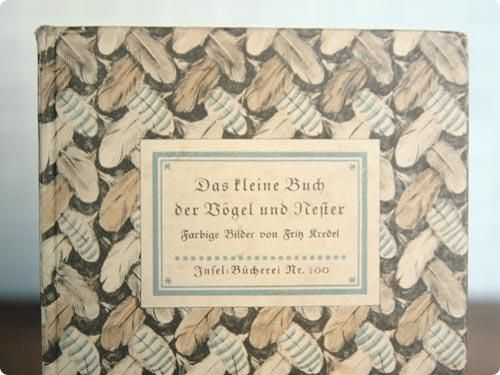 Das kleine Buch
der Vögel und Nester
Farbige Bilder von Fritz Kredel
Insel-Bücherei Nr. 100